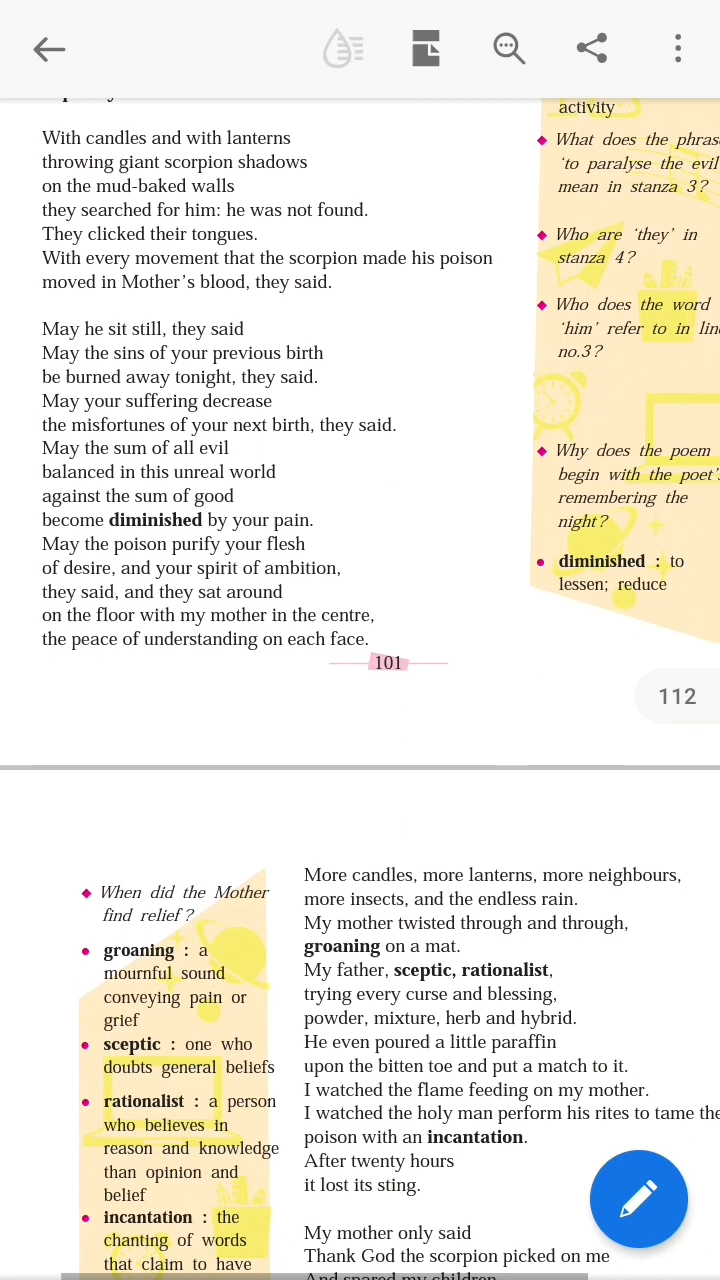 With candles and with lanterns
throwing giant scorpion shadows
on the mud-baked walls
they searched for him: he was not found.
They clicked their tongues.
With every movement that the scorpion made his poison
moved in Mother's blood, they said.
May he sit still, they said
May the sins of your previous birth
be burned away tonight, they said.
May your suffering decrease
the misfortunes of your next birth, they said.
May the sum of all evil
balanced in this unreal world
against the sum of good
become diminished by your pain.
May the poison purify your flesh
of desire, and your spirit of ambition,
they said, and they sat around
on the floor with my mother in the centre,
the peace of understanding on each face.
activity
◆ What does the phras
'to paralyse the evil
mean in stanza 3?
◆ Who are 'they' in
stanza 4?
◆ Who does the word
'him' refer to in lin
no.3?
◆ Why does the poem
begin with the poet'
remembering the
night?
• diminished : to
lessen; reduce
101
112
◆ When did the Mother
find relief?
• groaning : a
mournful sound
conveying pain or
grief
• sceptic : one who
doubts general beliefs
• rationalist : a person
who believes in
reason and knowledge
than opinion and
belief
• incantation : the
chanting of words
that claim to have
More candles, more lanterns, more neighbours,
more insects, and the endless rain.
My mother twisted through and through,
groaning on a mat.
My father, sceptic, rationalist,
trying every curse and blessing,
powder, mixture, herb and hybrid.
He even poured a little paraffin
upon the bitten toe and put a match to it.
I watched the flame feeding on my mother.
I watched the holy man perform his rites to tame the
poison with an incantation.
After twenty hours
it lost its sting.
My mother only said
Thank God the scorpion picked on me
And spared my children